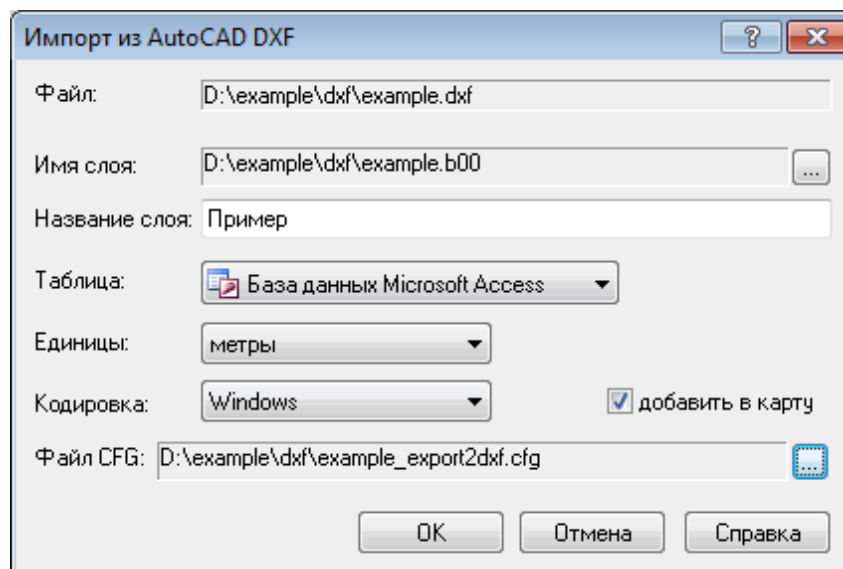 Импорт из AutoCAD DXF
Файл: D:\example\dxf\example.dxf
Имя слоя: D:\example\dxf\example.b00 ...
Название слоя: Пример
Таблица: База данных Microsoft Access
Единицы: метры
Кодировка: Windows добавить в карту
Файл CFG: D:\example\dxf\example_export2dxf.cfg ...
OK Отмена Справка